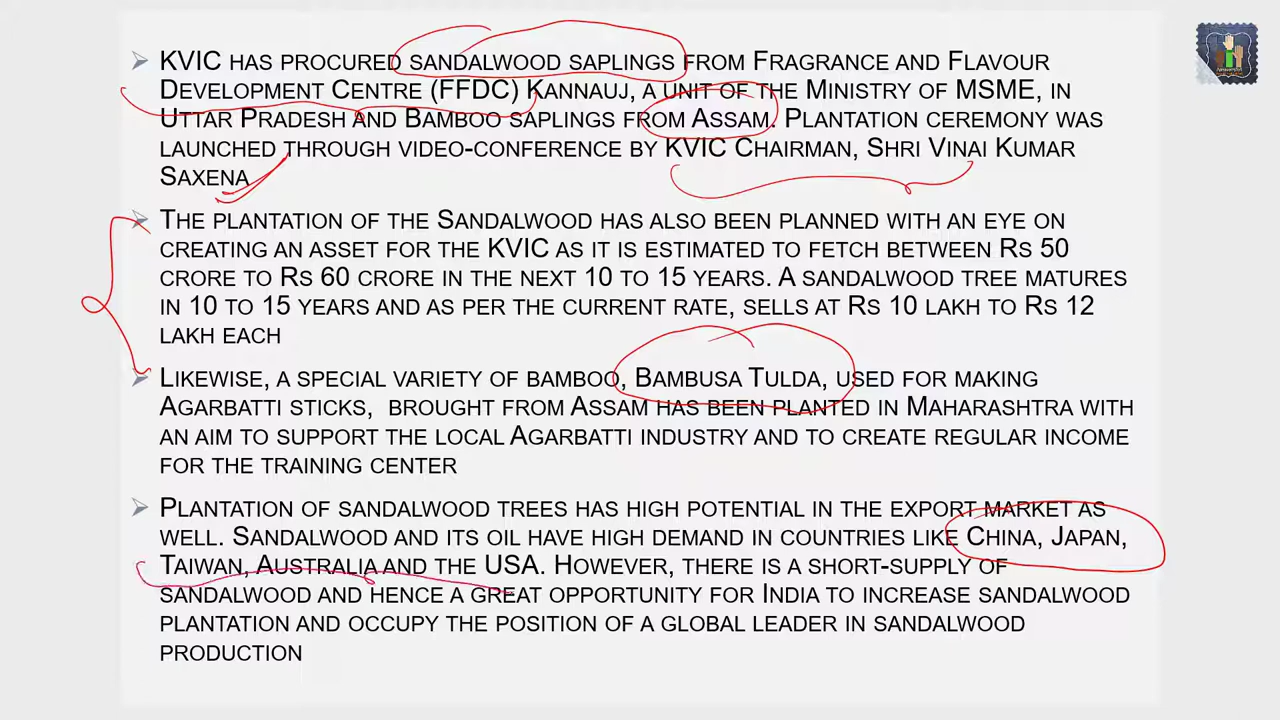 KVIC HAS PROCURED SANDALWOOD SAPLINGS FROM FRAGRANCE AND FLAVOUR
DEVELOPMENT CENTRE (FFDC) KANNAUJ, A UNIT OF THE MINISTRY OF MSME, IN
UTTAR PRADESH AND BAMBOO SAPLINGS FROM ASSAM. PLANTATION CEREMONY WAS
LAUNCHED THROUGH VIDEO-CONFERENCE BY KVIC CHAIRMAN, SHRI VINAI KUMAR
SAXENA
THE PLANTATION OF THE SANDALWOOD HAS ALSO BEEN PLANNED WITH AN EYE ON
CREATING AN ASSET FOR THE KVIC AS IT IS ESTIMATED TO FETCH BETWEEN RS 50
CRORE TO RS 60 CRORE IN THE NEXT 10 TO 15 YEARS. A SANDALWOOD TREE MATURES
IN 10 TO 15 YEARS AND AS PER THE CURRENT RATE, SELLS AT RS 10 LAKH TO RS 12
LAKH EACH
LIKEWISE, A SPECIAL VARIETY OF BAMBOO, BAMBUSA TULDA, USED FOR MAKING
AGARBATTI STICKS, BROUGHT FROM ASSAM HAS BEEN PLANTED IN MAHARASHTRA WITH
AN AIM TO SUPPORT THE LOCAL AGARBATTI INDUSTRY AND TO CREATE REGULAR INCOME
FOR THE TRAINING CENTER
PLANTATION OF SANDALWOOD TREES HAS HIGH POTENTIAL IN THE EXPORT MARKET AS
WELL. SANDALWOOD AND ITS OIL HAVE HIGH DEMAND IN COUNTRIES LIKE CHINA, JAPAN,
TAIWAN, AUSTRALIA AND THE USA. HOWEVER, THERE IS A SHORT-SUPPLY OF
SANDALWOOD AND HENCE A GREAT OPPORTUNITY FOR INDIA TO INCREASE SANDALWOOD
PLANTATION AND OCCUPY THE POSITION OF A GLOBAL LEADER IN SANDALWOOD
PRODUCTION